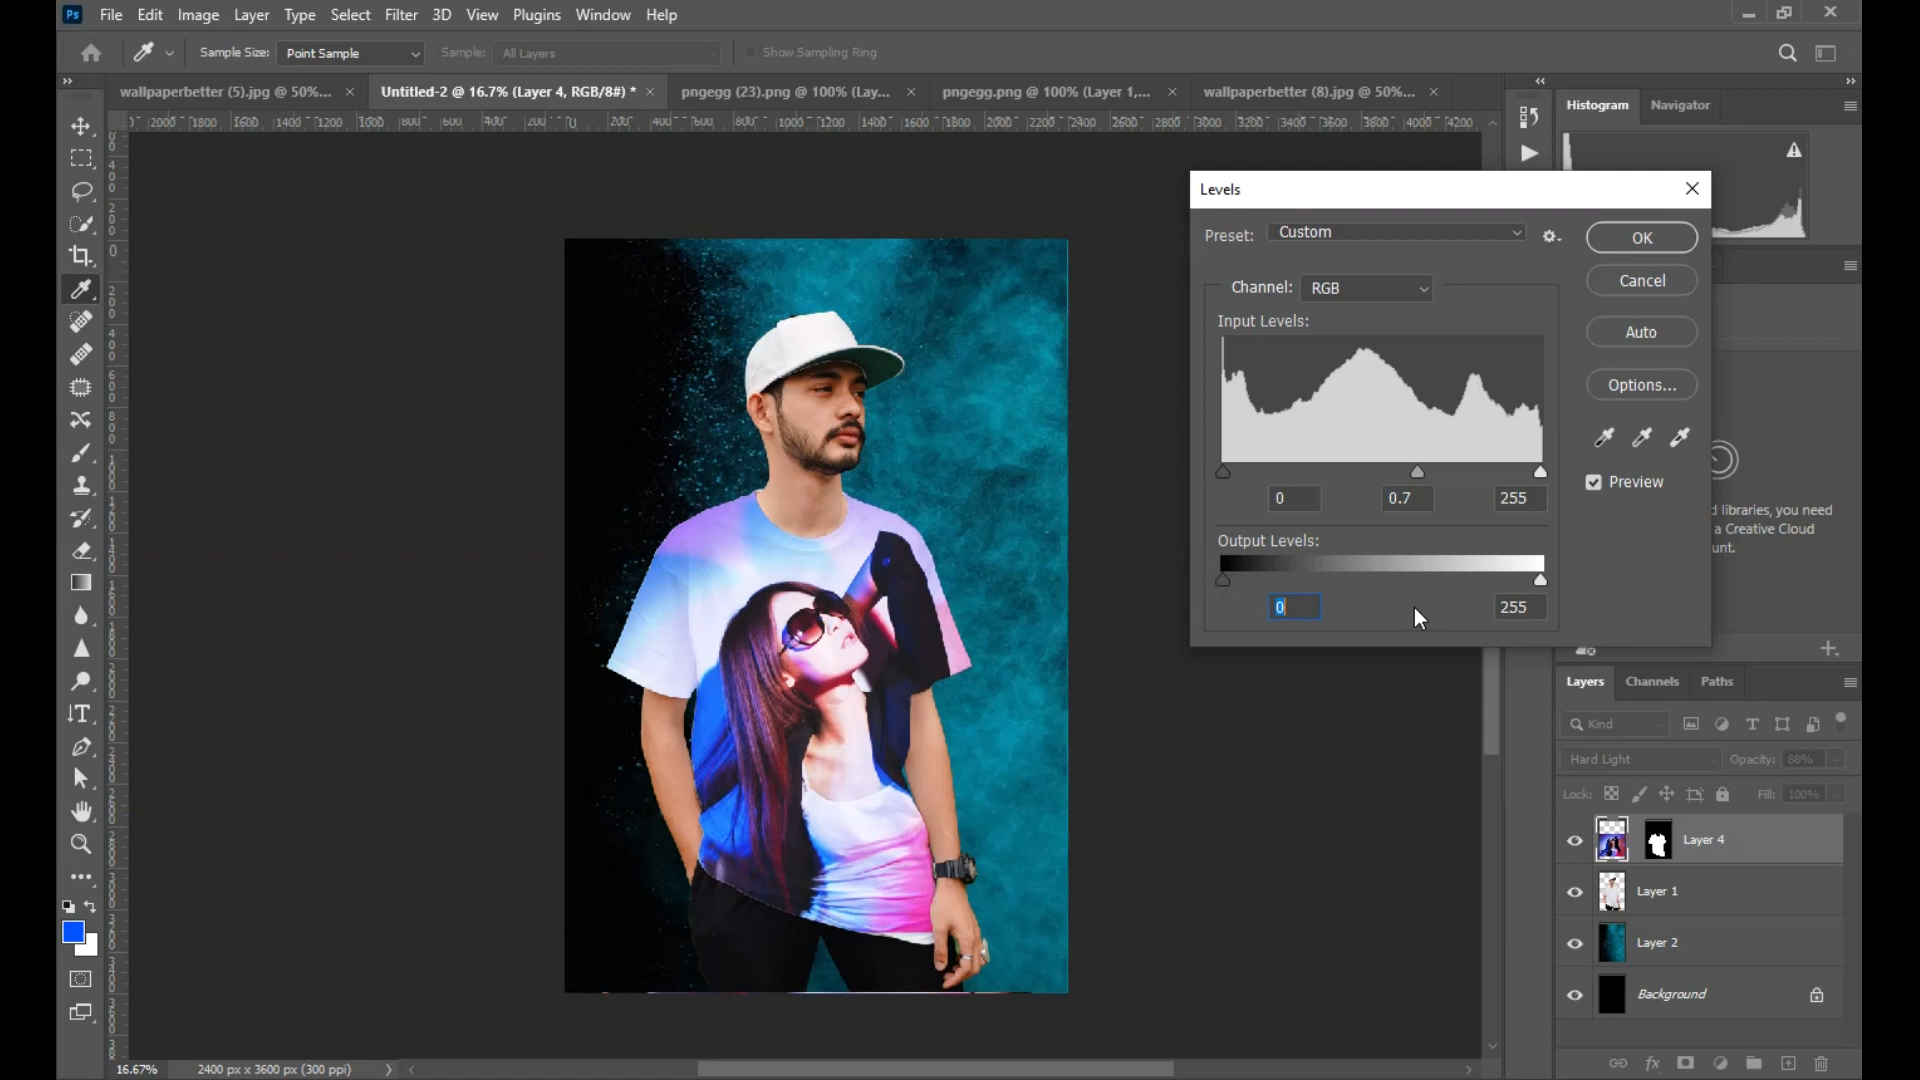 Ps File Edit Image Layer Type Select Filter 3D View Plugins Window Help
Sample Size: Point Sample Sample: All Layers Show Sampling Ring
wallpaperbetter (5).jpg @ 50%... Untitled-2 @ 16.7% (Layer 4, RGB/8#) * pngegg (23).png @ 100% (Lay... pngegg.png @ 100% (Layer 1,... wallpaperbetter (8).jpg @ 50%...
Histogram Navigator
Levels
Preset: Custom
OK
Channel: RGB
Cancel
Input Levels:
Auto
Options...
Preview
0 0.7 255
Output Levels:
0 255
d libraries, you need
a Creative Cloud
unt.
Layers Channels Paths
Kind
Hard Light Opacity: 88%
Lock: Fill: 100%
Layer 4
Layer 1
Layer 2
Background
16.67% 2400 px x 3600 px (300 ppi)